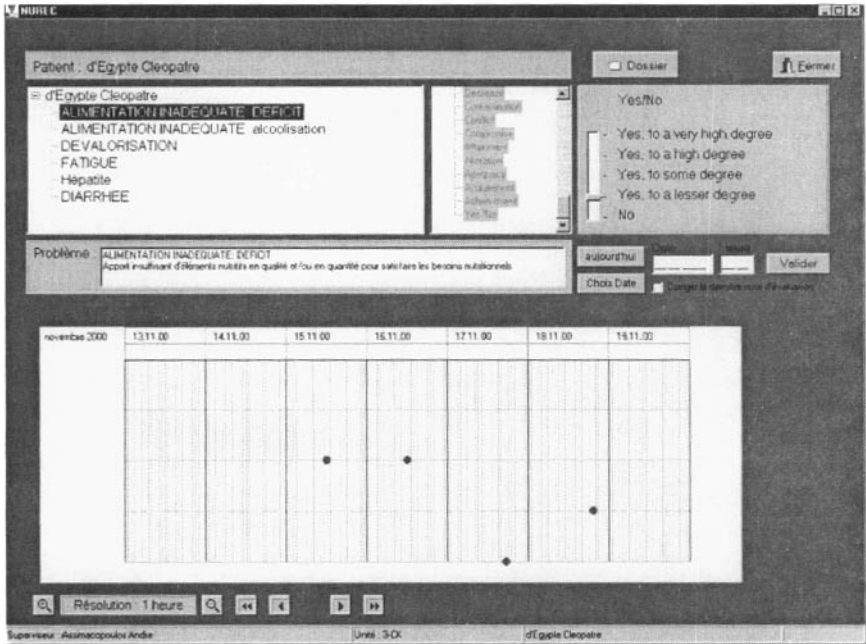 NUREC
Patient : d'Egypte Cleopatre
Dossier
Fermer
d'Egypte Cleopatre
ALIMENTATION INADEQUATE DEFICIT
ALIMENTATION INADEQUATE alcoolisation
DEVALORISATION
FATIGUE
Hépatite
DIARRHEE
Yes/No
Yes/No
Yes, to a very high degree
Yes, to a high degree
Yes, to some degree
Yes, to a lesser degree
No
Problème :
ALIMENTATION INADEQUATE: DEFICIT
Apport insuffisant d'éléments nutritifs en qualité et/ou en quantité pour satisfaire les besoins nutritionnels
aujourd'hui
Valider
Choix Date
novembre 2000 13.11.00 14.11.00 15.11.00 16.11.00 17.11.00 18.11.00 19.11.00
Résolution : 1 heure
Superviseur : Assimacopoulos Andre
Unité : 3-CK
d'Egypte Cleopatre